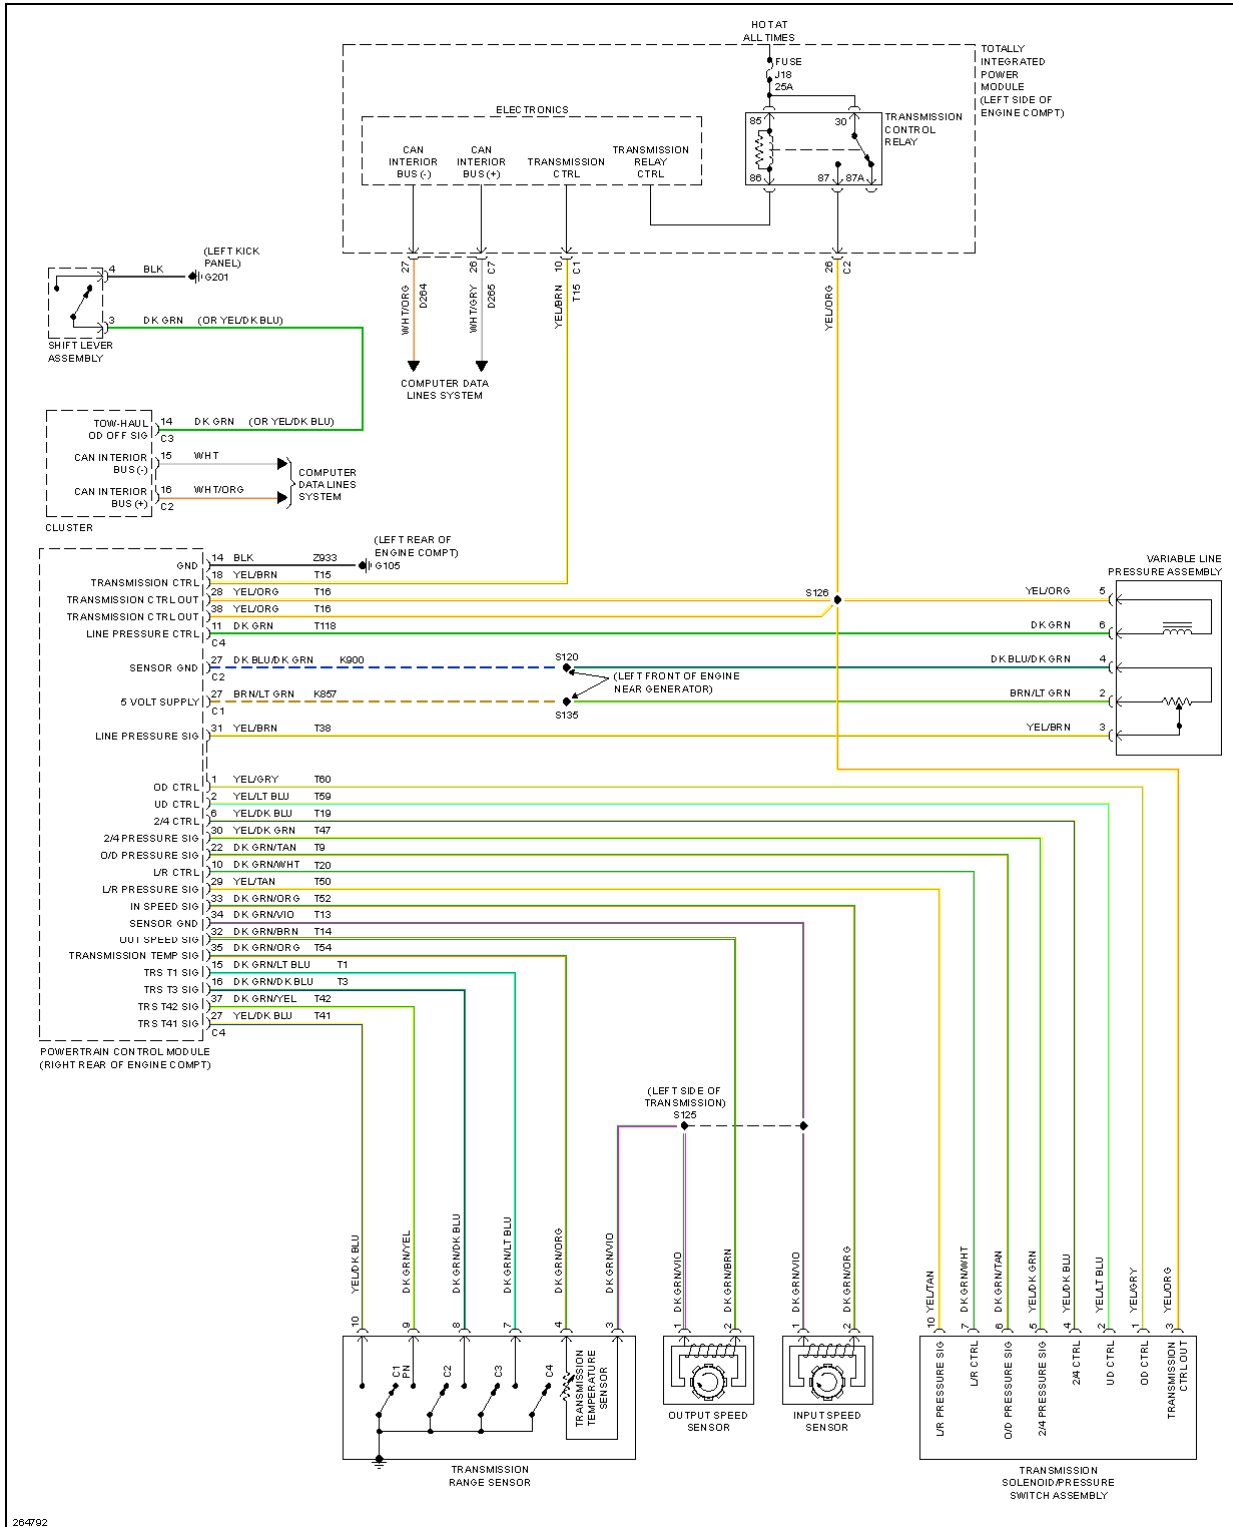 HOT AT
ALL TIMES
FUSE
J18
25A
TOTALLY
INTEGRATED
POWER
MODULE
(LEFT SIDE OF
ENGINE COMPT)
ELECTRONICS
CAN
INTERIOR
BUS (-)
CAN
INTERIOR
BUS (+)
TRANSMISSION
CTRL
TRANSMISSION
RELAY
CTRL
85
30
86
87
87A
TRANSMISSION
CONTROL
RELAY
27
26
C7
10
C1
26
C2
WHT/ORG
D264
WHT/GRY
D265
YEL/BRN
T15
YEL/ORG
COMPUTER DATA
LINES SYSTEM
(LEFT KICK
PANEL)
G201
4
BLK
3
DK GRN (OR YEL/DK BLU)
SHIFT LEVER
ASSEMBLY
TOW-HAUL
OD OFF SIG
14
DK GRN (OR YEL/DK BLU)
C3
CAN INTERIOR
BUS (-)
15
WHT
CAN INTERIOR
BUS (+)
16
WHT/ORG
C2
COMPUTER
DATA LINES
SYSTEM
CLUSTER
(LEFT REAR OF
ENGINE COMPT)
G105
GND 14 BLK Z933
TRANSMISSION CTRL 18 YEL/BRN T15
TRANSMISSION CTRL OUT 28 YEL/ORG T16
TRANSMISSION CTRL OUT 38 YEL/ORG T16
LINE PRESSURE CTRL 11 DK GRN T118
C4
SENSOR GND 27 DK BLU/DK GRN K900
C2
5 VOLT SUPPLY 27 BRN/LT GRN K857
C1
LINE PRESSURE SIG 31 YEL/BRN T38
OD CTRL 1 YEL/GRY T60
UD CTRL 2 YEL/LT BLU T59
2/4 CTRL 6 YEL/DK BLU T19
2/4 PRESSURE SIG 30 YEL/DK GRN T47
O/D PRESSURE SIG 22 DK GRN/TAN T9
L/R CTRL 10 DK GRN/WHT T20
L/R PRESSURE SIG 29 YEL/TAN T50
IN SPEED SIG 33 DK GRN/ORG T52
SENSOR GND 34 DK GRN/VIO T13
OUT SPEED SIG 32 DK GRN/BRN T14
TRANSMISSION TEMP SIG 35 DK GRN/ORG T54
TRS T1 SIG 15 DK GRN/LT BLU T1
TRS T3 SIG 16 DK GRN/DK BLU T3
TRS T42 SIG 37 DK GRN/YEL T42
TRS T41 SIG 27 YEL/DK BLU T41
C4
POWERTRAIN CONTROL MODULE
(RIGHT REAR OF ENGINE COMPT)
S126
S120
(LEFT FRONT OF ENGINE
NEAR GENERATOR)
S135
VARIABLE LINE
PRESSURE ASSEMBLY
YEL/ORG 5
DK GRN 6
DK BLU/DK GRN 4
BRN/LT GRN 2
YEL/BRN 3
(LEFT SIDE OF
TRANSMISSION)
S125
YEL/DK BLU
DK GRN/YEL
DK GRN/DK BLU
DK GRN/LT BLU
DK GRN/ORG
DK GRN/VIO
DK GRN/VIO
DK GRN/BRN
DK GRN/VIO
DK GRN/ORG
YEL/TAN
DK GRN/WHT
DK GRN/TAN
YEL/DK GRN
YEL/DK BLU
YEL/LT BLU
YEL/GRY
YEL/ORG
10
9
8
7
4
3
1
2
1
2
10
7
6
5
4
2
1
3
C1
PN
C2
C3
C4
TRANSMISSION
TEMPERATURE
SENSOR
TRANSMISSION
RANGE SENSOR
OUTPUT SPEED
SENSOR
INPUT SPEED
SENSOR
L/R PRESSURE SIG
L/R CTRL
O/D PRESSURE SIG
2/4 PRESSURE SIG
2/4 CTRL
UD CTRL
OD CTRL
TRANSMISSION
CTRL OUT
TRANSMISSION
SOLENOID/PRESSURE
SWITCH ASSEMBLY
264792